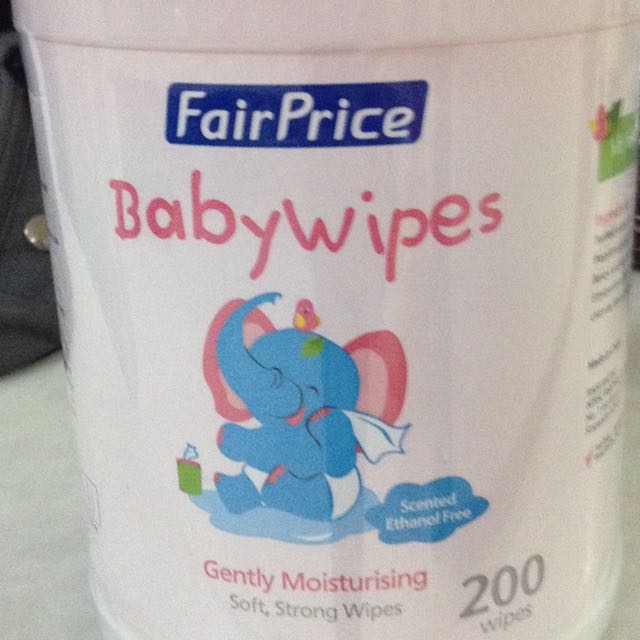 FairPrice
Babywipes
Scented
Ethanol Free
Gently Moisturising
Soft, Strong Wipes
200
wipes